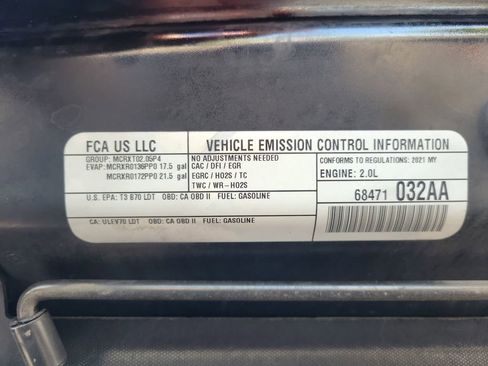 FCA US LLC
VEHICLE EMISSION CONTROL INFORMATION
GROUP: MCRXT02.05P4
EVAP: MCRXR0136PP0 17.5 gal
MCRXR0172PP0 21.5 gal
NO ADJUSTMENTS NEEDED
CAC / DFI / EGR
EGRC / HO2S / TC
TWC / WR-HO2S
CONFORMS TO REGULATIONS: 2021 MY
ENGINE: 2.0L
68471 032AA
U.S. EPA: T3 B70 LDT OBD: CA OBD II FUEL: GASOLINE
CA: ULEV70 LDT OBD: CA OBD II FUEL: GASOLINE